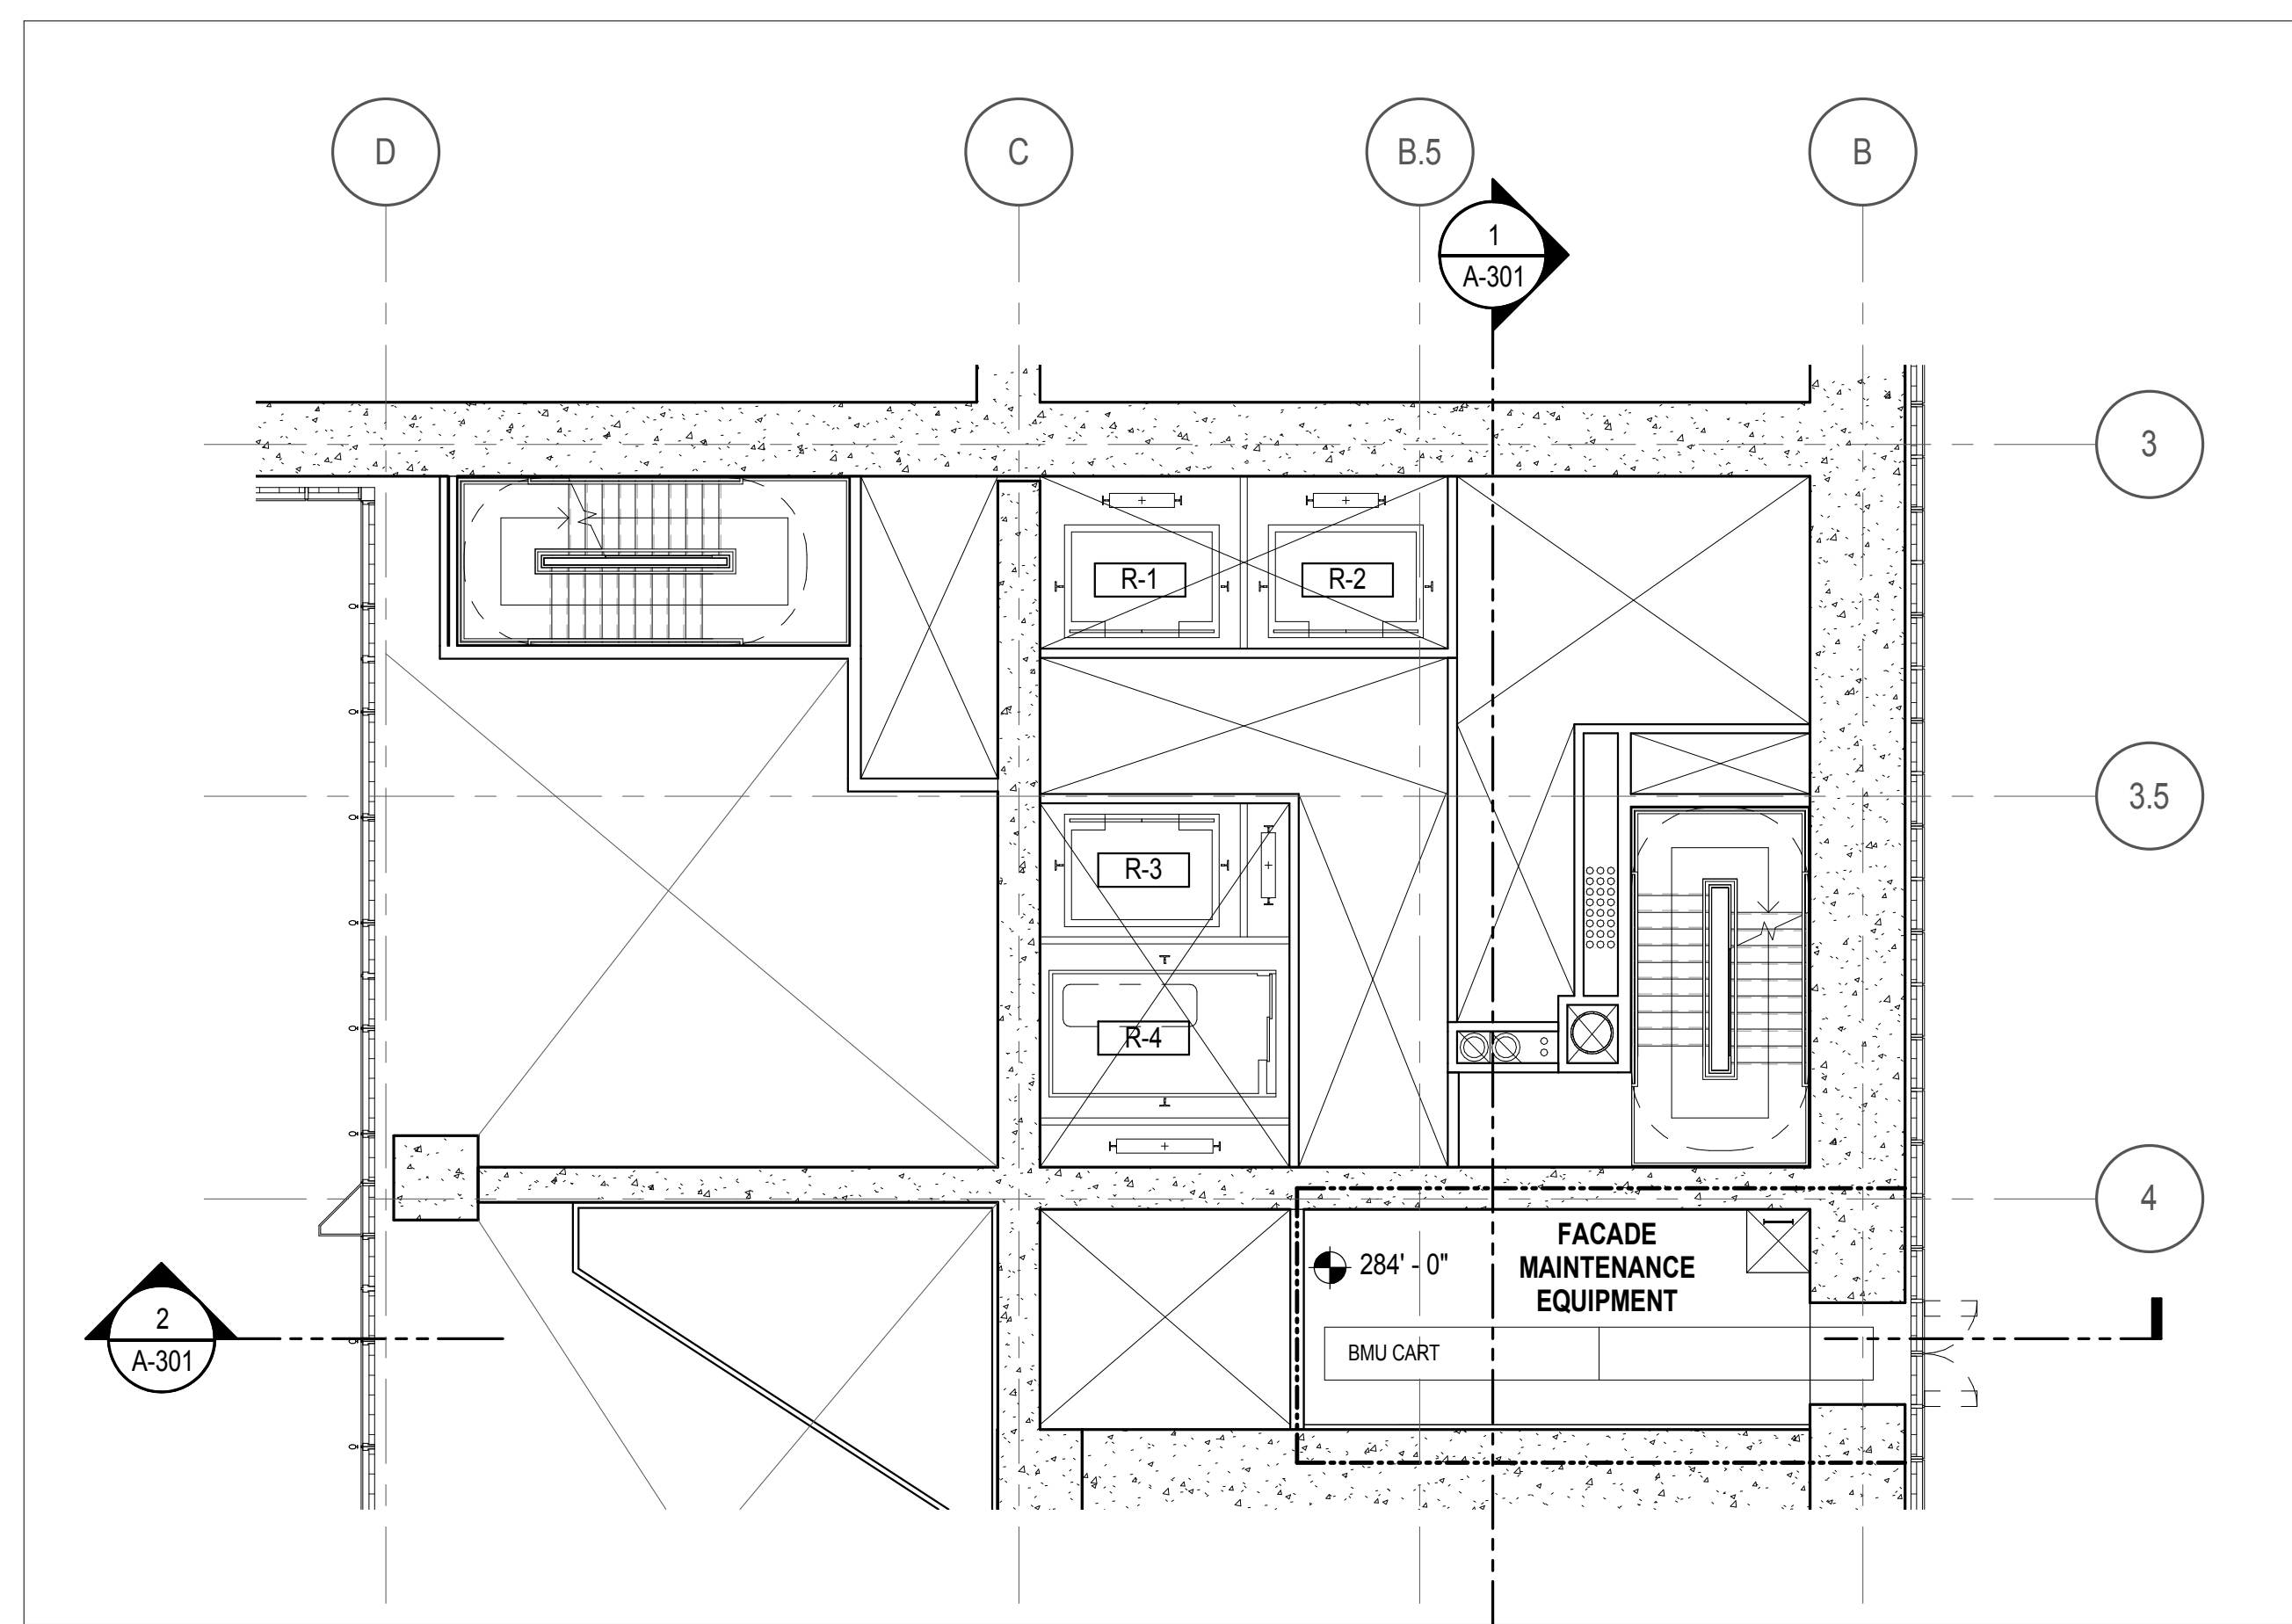 D
C
B.5
B
1
A-301
3
R-1
R-2
3.5
R-3
R-4
4
FACADE
MAINTENANCE
EQUIPMENT
284' - 0"
2
A-301
BMU CART